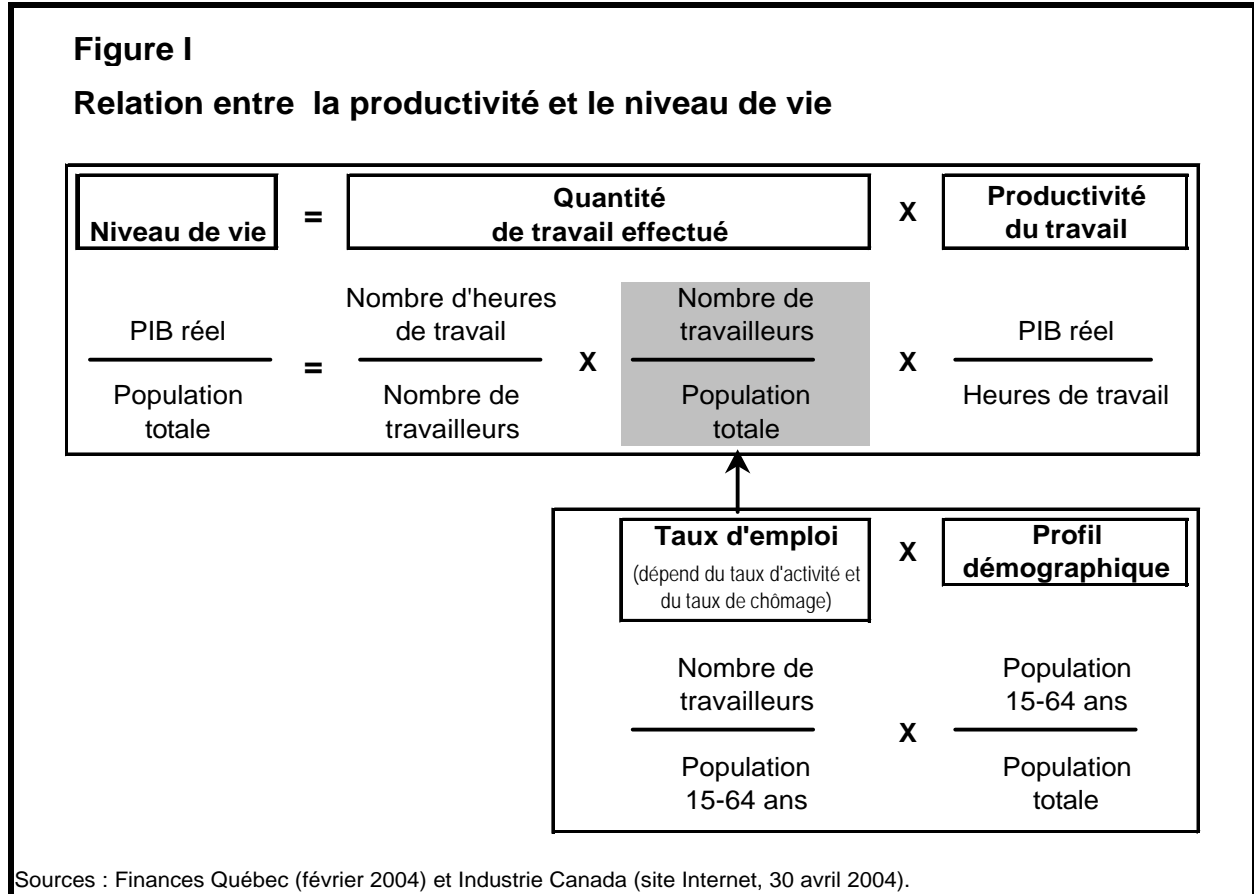 Figure I
Relation entre la productivité et le niveau de vie
Niveau de vie
=
Quantité
de travail effectué
X
Productivité
du travail
PIB réel
Population
totale
=
Nombre d'heures
de travail
Nombre de
travailleurs
X
Nombre de
travailleurs
Population
totale
X
PIB réel
Heures de travail
Taux d'emploi
(dépend du taux d'activité et
du taux de chômage)
X
Profil
démographique
Nombre de
travailleurs
Population
15-64 ans
X
Population
15-64 ans
Population
totale
Sources : Finances Québec (février 2004) et Industrie Canada (site Internet, 30 avril 2004).